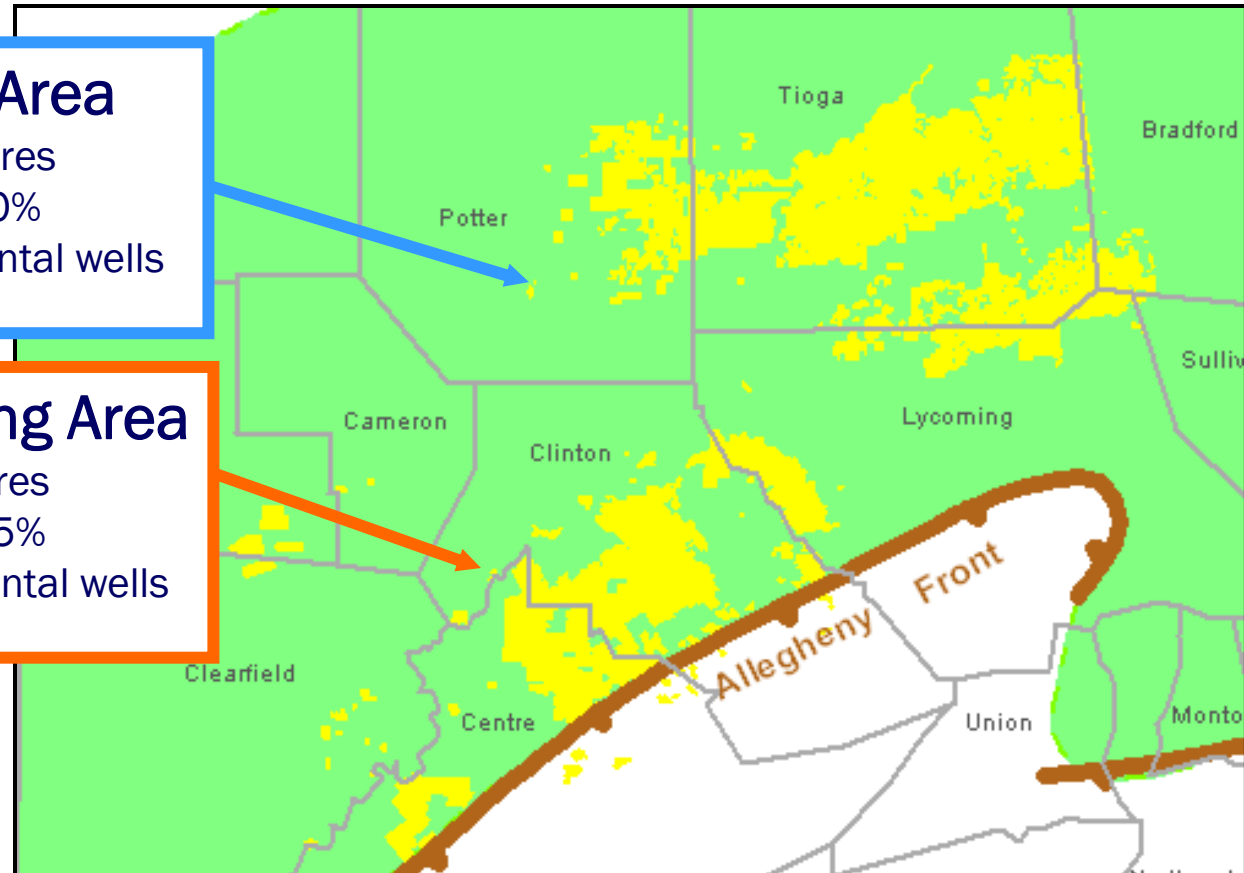 Area
res
0%
ntal wells
ng Area
res
5%
ntal wells
Tioga
Bradford
Potter
Sulliv
Cameron
Lycoming
Clinton
Allegheny Front
Clearfield
Centre
Union
Monto